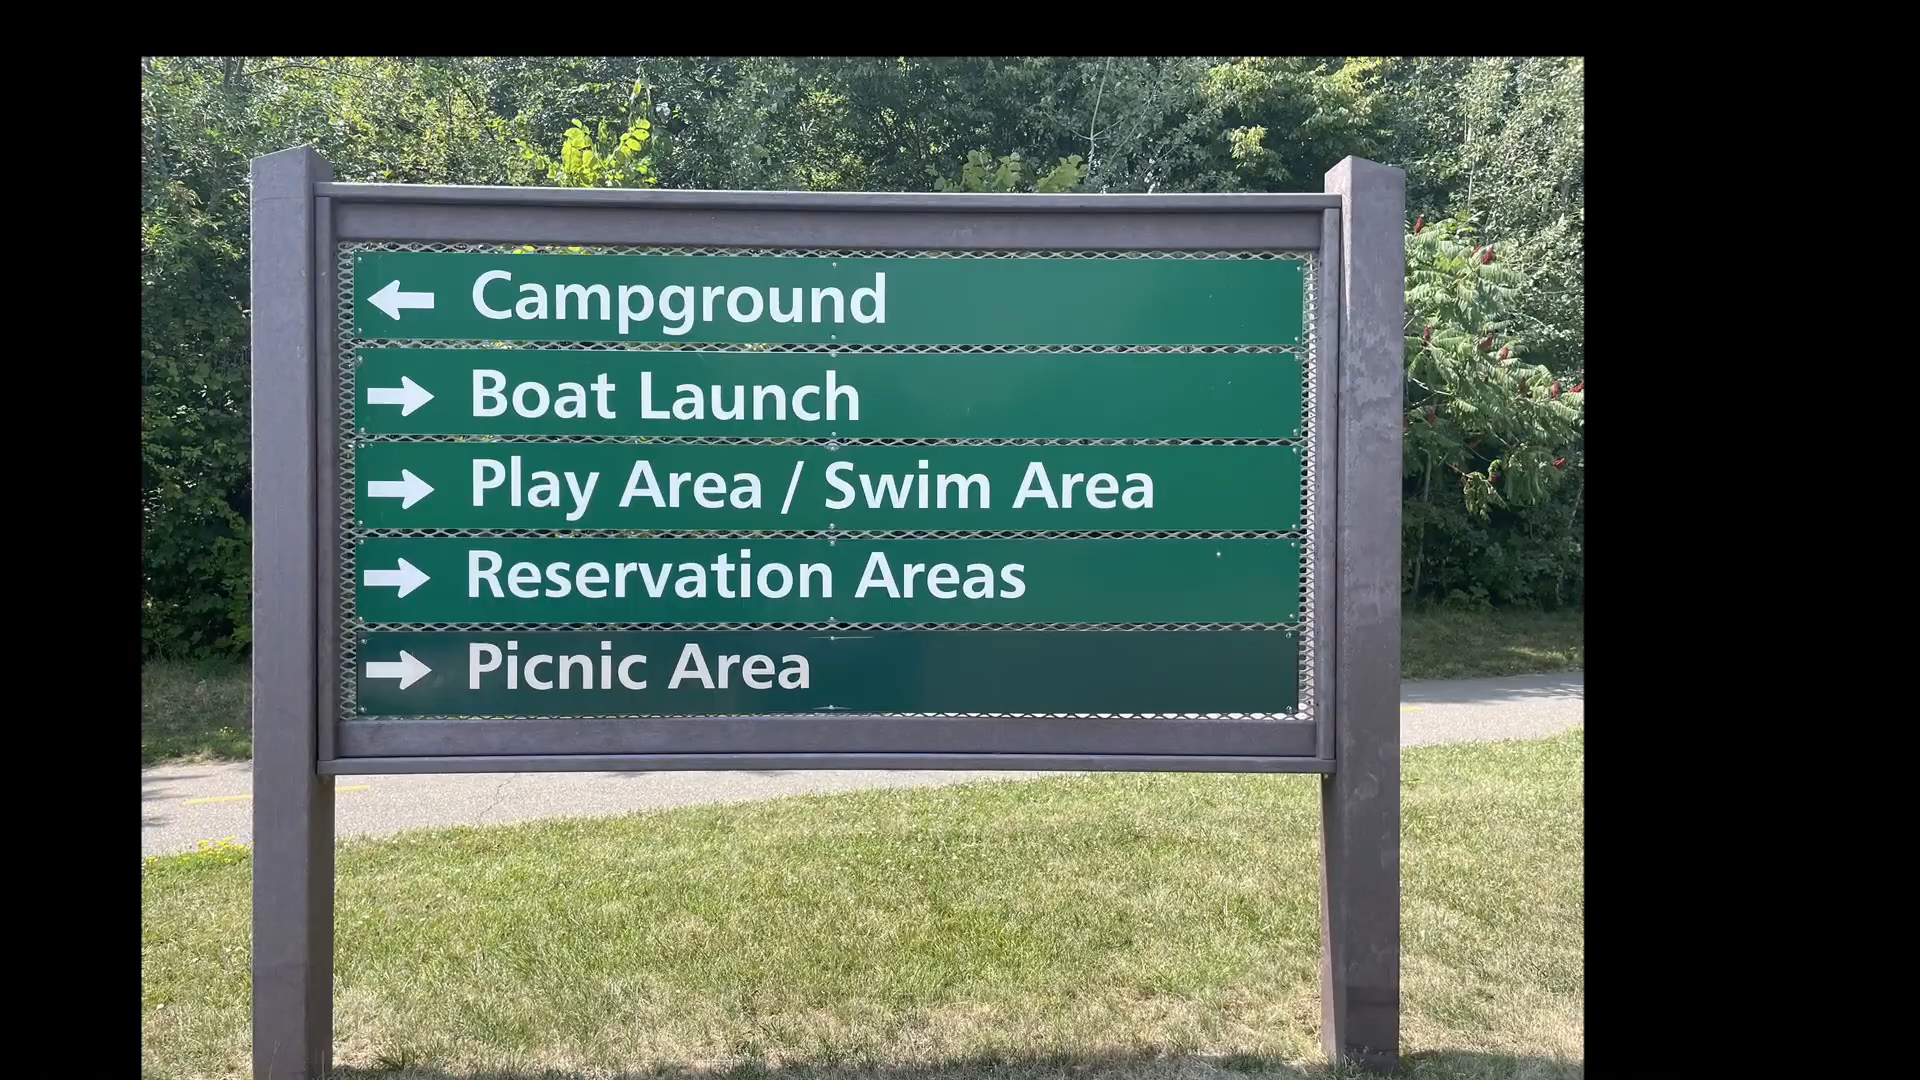 Campground
Boat Launch
Play Area / Swim Area
Reservation Areas
Picnic Area